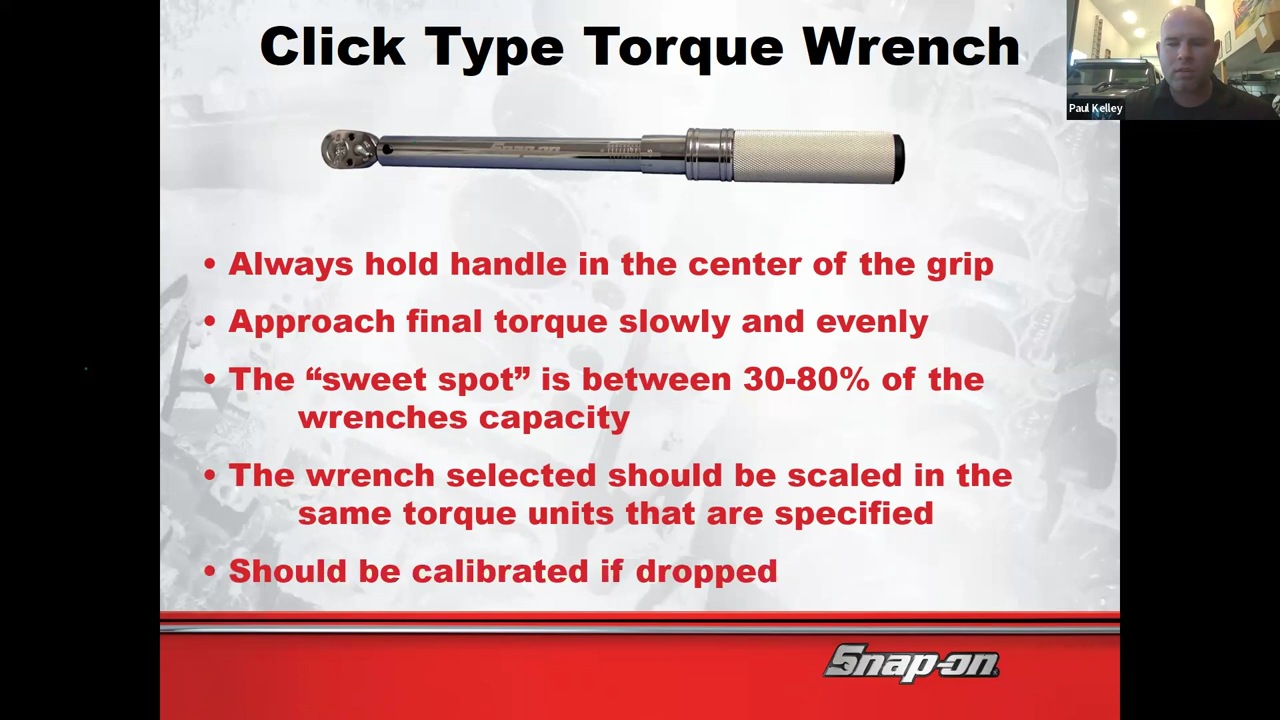 Click Type Torque Wrench
Paul Kelley
Snap-on
• Always hold handle in the center of the grip
• Approach final torque slowly and evenly
• The “sweet spot” is between 30-80% of the
wrenches capacity
• The wrench selected should be scaled in the
same torque units that are specified
• Should be calibrated if dropped
Snap-on